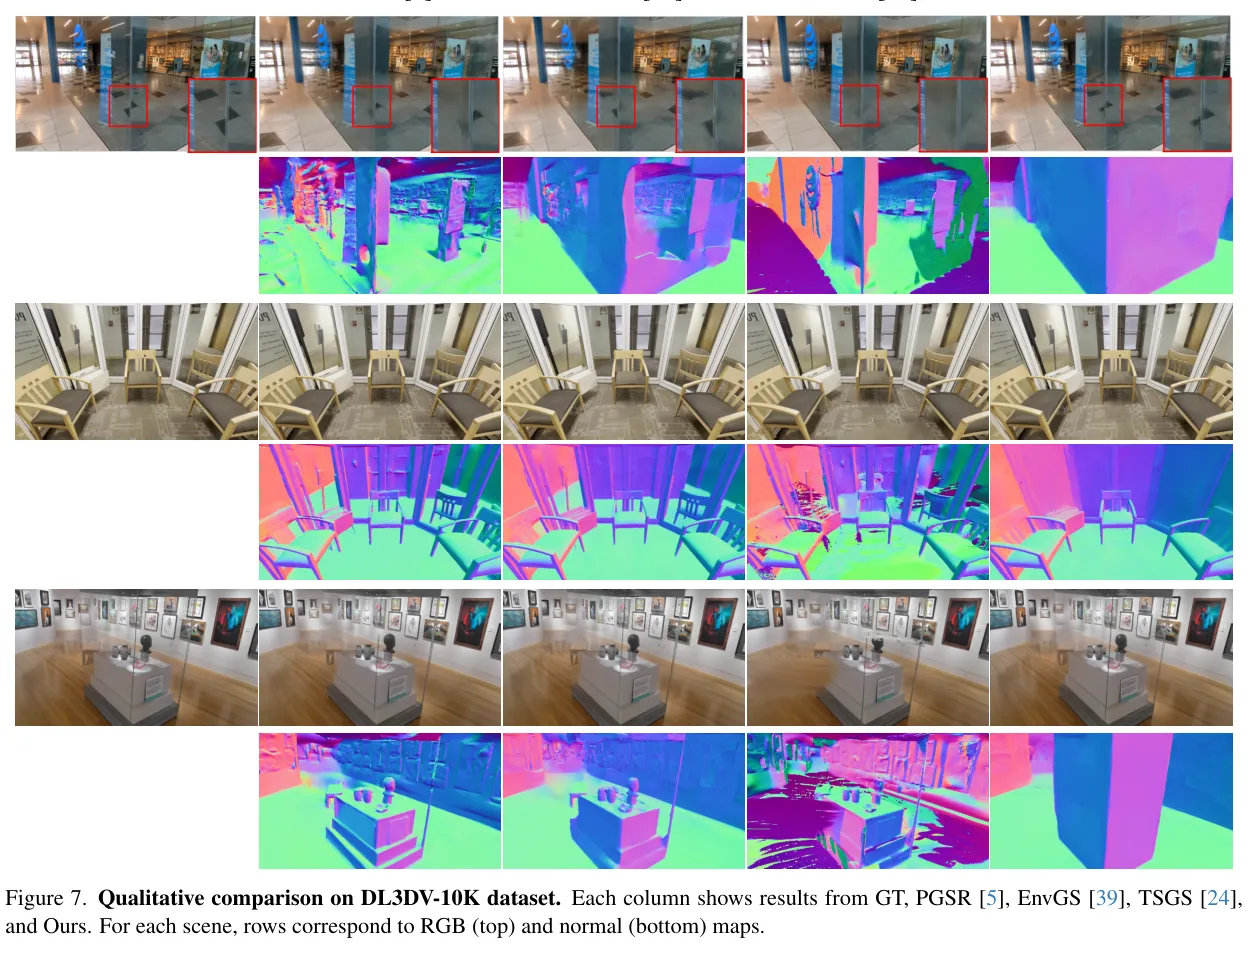 Figure 7. Qualitative comparison on DL3DV-10K dataset. Each column shows results from GT, PGSR [5], EnvGS [39], TSGS [24],
and Ours. For each scene, rows correspond to RGB (top) and normal (bottom) maps.